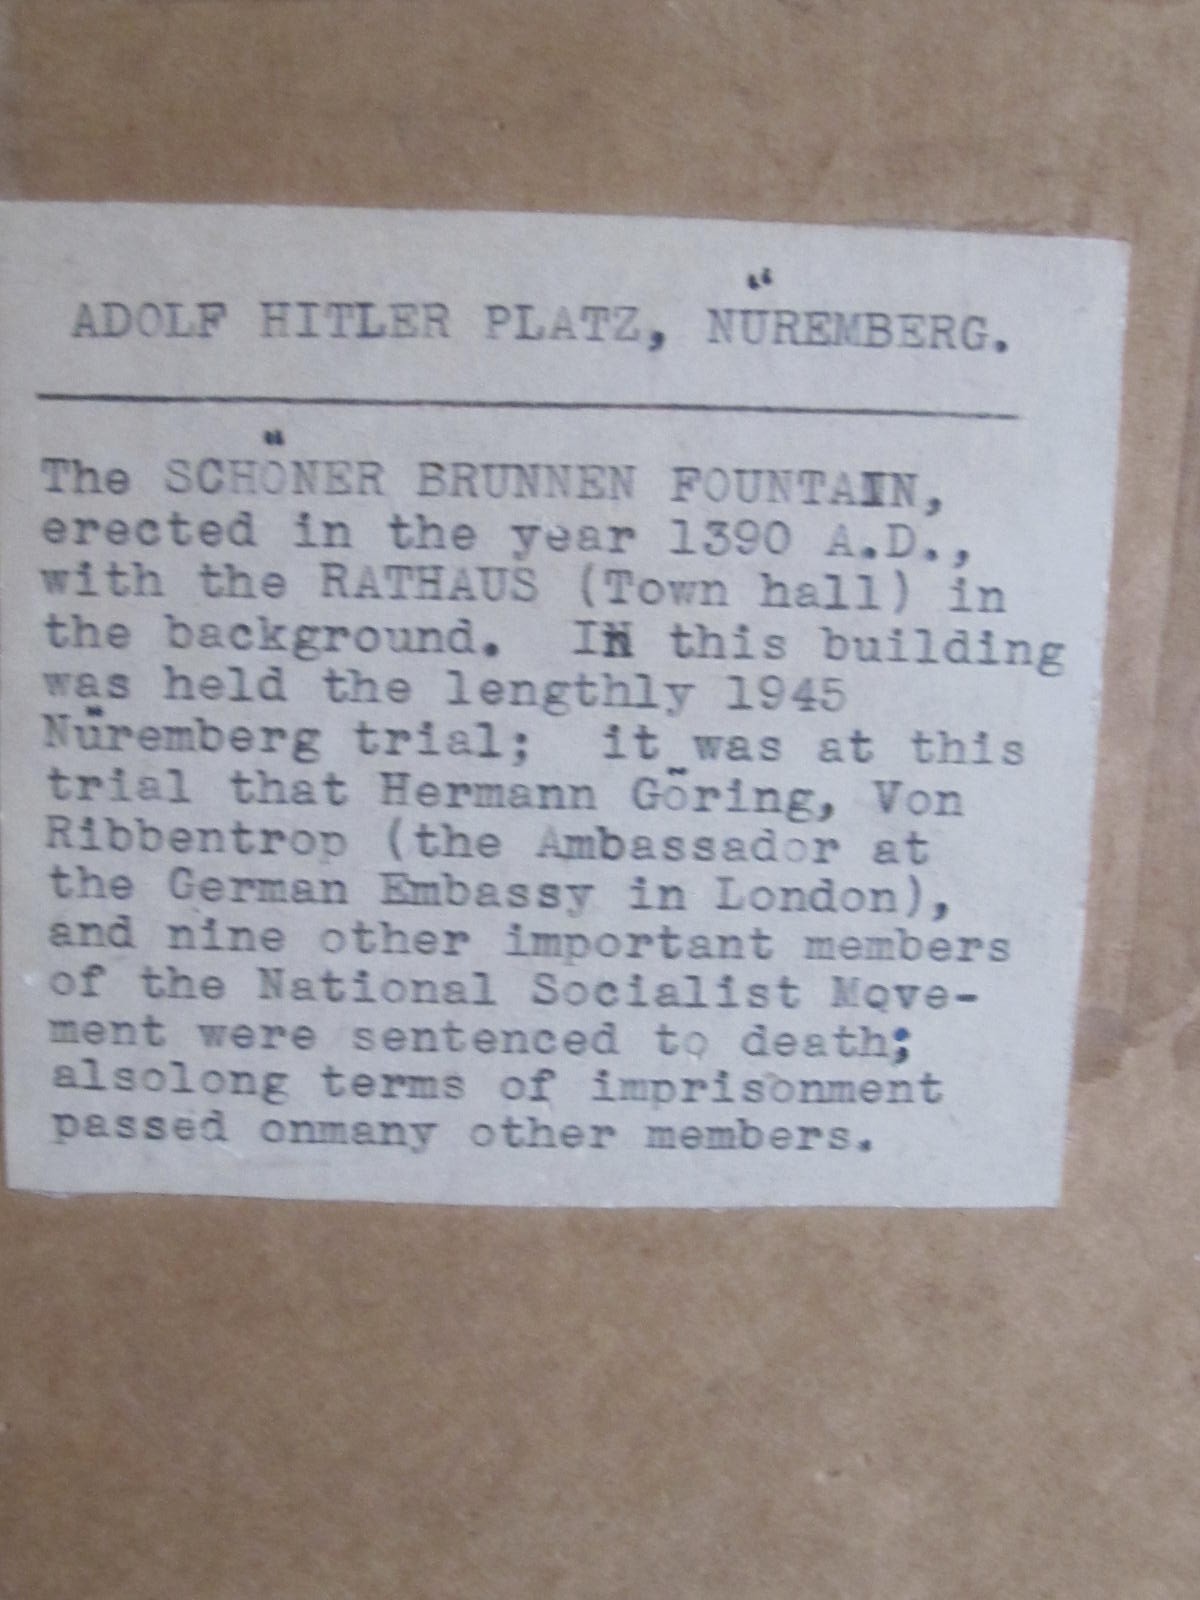 ADOLF HITLER PLATZ, NÜREMBERG.
The SCHÖNER BRUNNEN FOUNTAIN,
erected in the year 1390 A.D.,
with the RATHAUS (Town hall) in
the background. IN this building
was held the lengthly 1945
Nüremberg trial; it was at this
trial that Hermann Göring, Von
Ribbentrop (the Ambassador at
the German Embassy in London),
and nine other important members
of the National Socialist Move-
ment were sentenced to death;
alsolong terms of imprisonment
passed onmany other members.